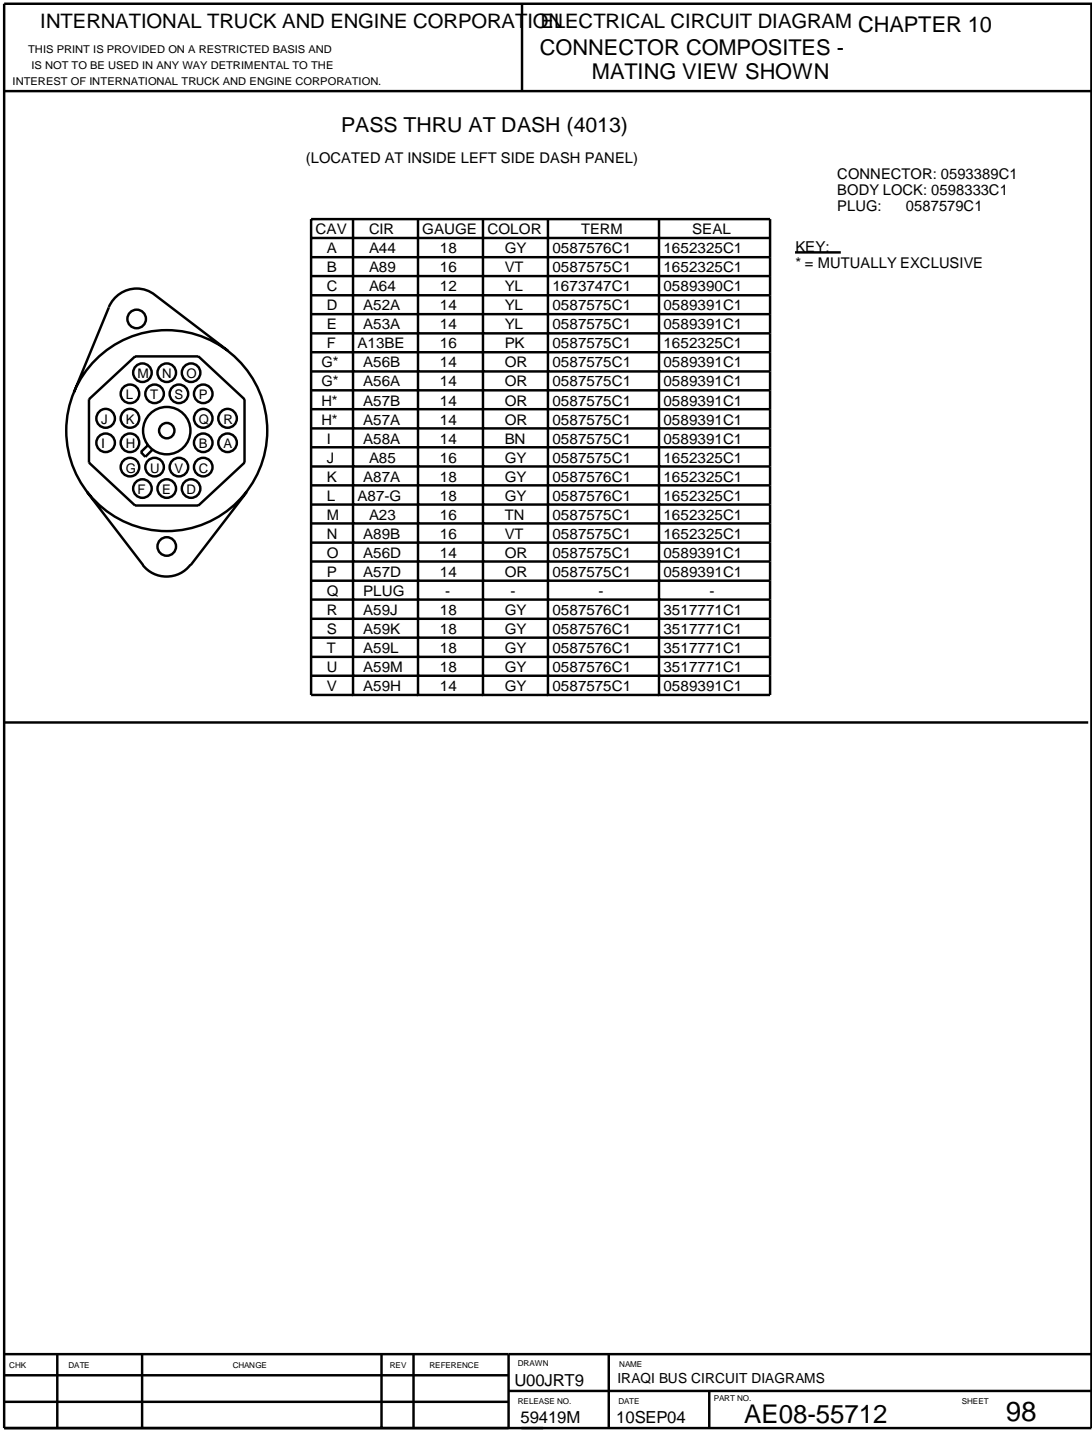 INTERNATIONAL TRUCK AND ENGINE CORPORATION
THIS PRINT IS PROVIDED ON A RESTRICTED BASIS AND
IS NOT TO BE USED IN ANY WAY DETRIMENTAL TO THE
INTEREST OF INTERNATIONAL TRUCK AND ENGINE CORPORATION.
ELECTRICAL CIRCUIT DIAGRAM CHAPTER 10
CONNECTOR COMPOSITES -
MATING VIEW SHOWN
PASS THRU AT DASH (4013)
(LOCATED AT INSIDE LEFT SIDE DASH PANEL)
CONNECTOR: 0593389C1
BODY LOCK: 0598333C1
PLUG: 0587579C1
KEY:
* = MUTUALLY EXCLUSIVE
M N O
L T S P
J K Q R
I H B A
G U V C
F E D
CAV CIR GAUGE COLOR TERM SEAL
A A44 18 GY 0587576C1 1652325C1
B A89 16 VT 0587575C1 1652325C1
C A64 12 YL 1673747C1 0589390C1
D A52A 14 YL 0587575C1 0589391C1
E A53A 14 YL 0587575C1 0589391C1
F A13BE 16 PK 0587575C1 1652325C1
G* A56B 14 OR 0587575C1 0589391C1
G* A56A 14 OR 0587575C1 0589391C1
H* A57B 14 OR 0587575C1 0589391C1
H* A57A 14 OR 0587575C1 0589391C1
I A58A 14 BN 0587575C1 0589391C1
J A85 16 GY 0587575C1 1652325C1
K A87A 18 GY 0587576C1 1652325C1
L A87-G 18 GY 0587576C1 1652325C1
M A23 16 TN 0587575C1 1652325C1
N A89B 16 VT 0587575C1 1652325C1
O A56D 14 OR 0587575C1 0589391C1
P A57D 14 OR 0587575C1 0589391C1
Q PLUG - - - -
R A59J 18 GY 0587576C1 3517771C1
S A59K 18 GY 0587576C1 3517771C1
T A59L 18 GY 0587576C1 3517771C1
U A59M 18 GY 0587576C1 3517771C1
V A59H 14 GY 0587575C1 0589391C1
CHK DATE CHANGE REV REFERENCE
DRAWN
U00JRT9
NAME
IRAQI BUS CIRCUIT DIAGRAMS
RELEASE NO.
59419M
DATE
10SEP04
PART NO.
AE08-55712
SHEET 98